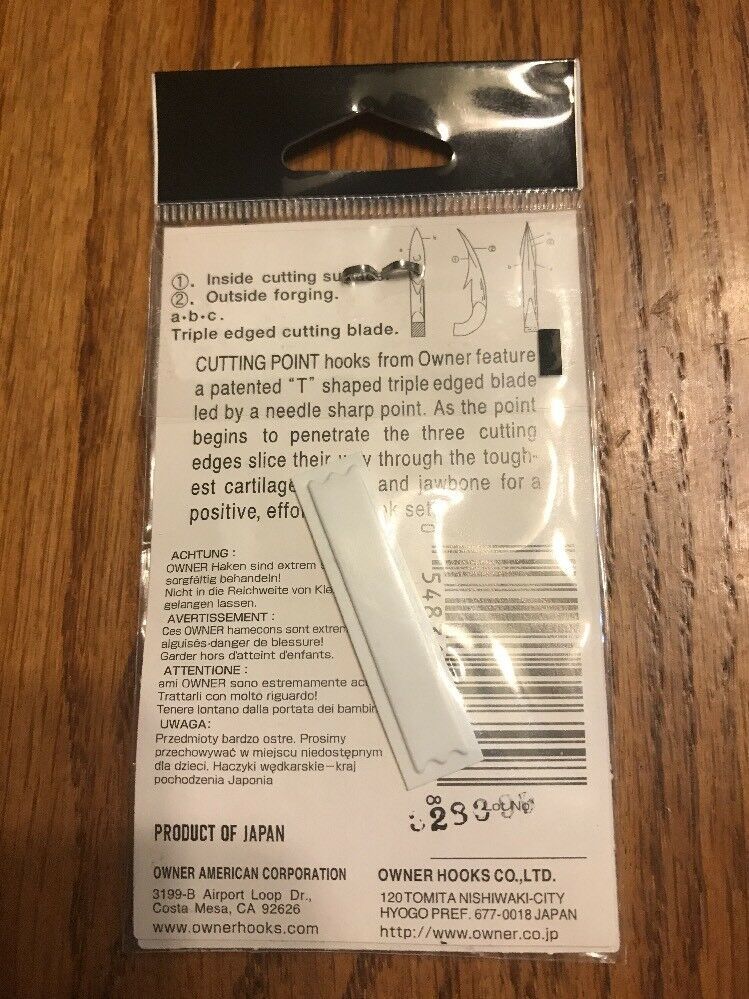 ①. Inside cutting
②. Outside forging.
a·b·c.
Triple edged cutting blade.
CUTTING POINT hooks from Owner feature
a patented "T" shaped triple edged blade
led by a needle sharp point. As the point
begins to penetrate the three cutting
edges slice their way through the tough-
est cartilage and jawbone for a
positive, set
ACHTUNG :
OWNER Haken sind extrem
sorgfältig behandeln!
Nicht in die Reichweite von
gelangen lassen.
AVERTISSEMENT :
Ces OWNER hamecons sont
aiguisés-danger de blessure!
Garder hors d'atteint d'enfants.
ATTENTIONE :
ami OWNER sono estremamente
Trattarli con molto riguardo!
Tenere lontano dalla portata dei
UWAGA:
Przedmioty bardzo ostre. Prosimy
przechowywać w miejscu niedostępnym
dla dzieci. Haczyki wędkarskie-kraj
pochodzenia Japonia
Lot No
PRODUCT OF JAPAN
OWNER AMERICAN CORPORATION
3199-B Airport Loop Dr.,
Costa Mesa, CA 92626
www.ownerhooks.com
OWNER HOOKS CO.,LTD.
120 TOMITA NISHIWAKI-CITY
HYOGO PREF. 677-0018 JAPAN
http://www.owner.co.jp